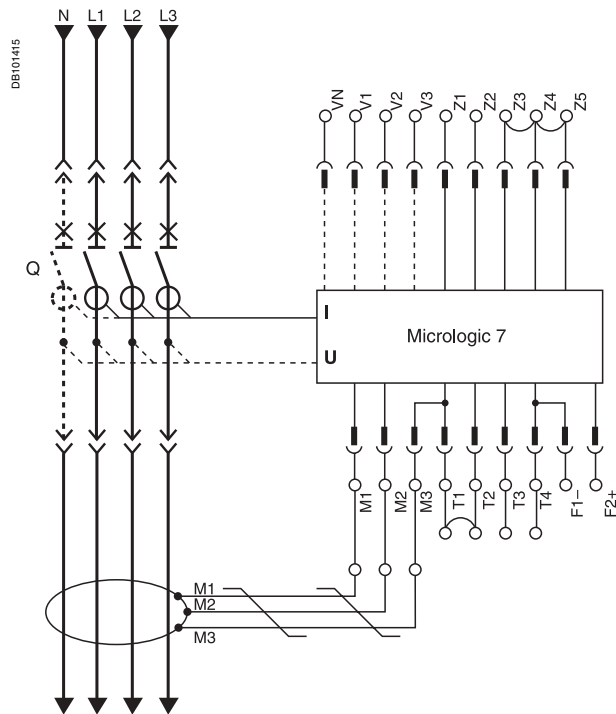 DB101415
N L1 L2 L3
VN V1 V2 V3 Z1 Z2 Z3 Z4 Z5
Q
I
Micrologic 7
U
M1 M2 M3 T1 T2 T3 T4 F1− F2+
M1
M2
M3